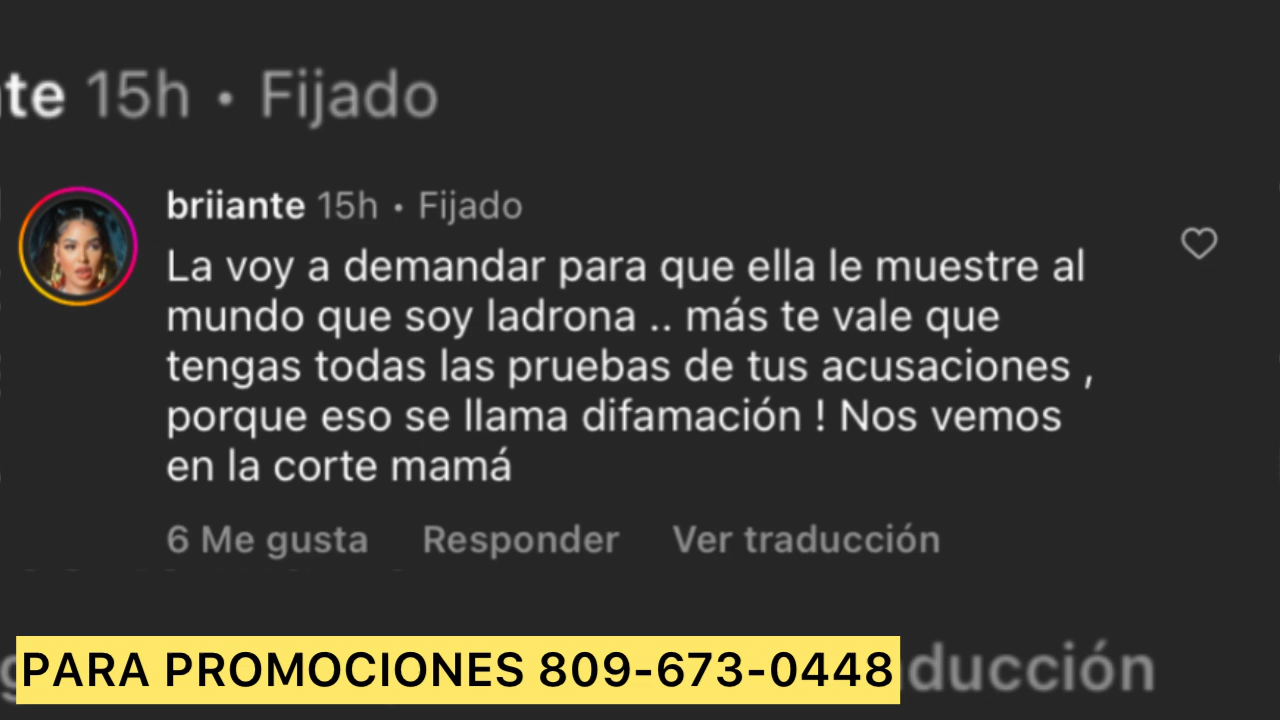 te 15h • Fijado
briiante 15h • Fijado
La voy a demandar para que ella le muestre al
mundo que soy ladrona .. más te vale que
tengas todas las pruebas de tus acusaciones ,
porque eso se llama difamación ! Nos vemos
en la corte mamá
6 Me gusta Responder Ver traducción
PARA PROMOCIONES 809-673-0448
ducción